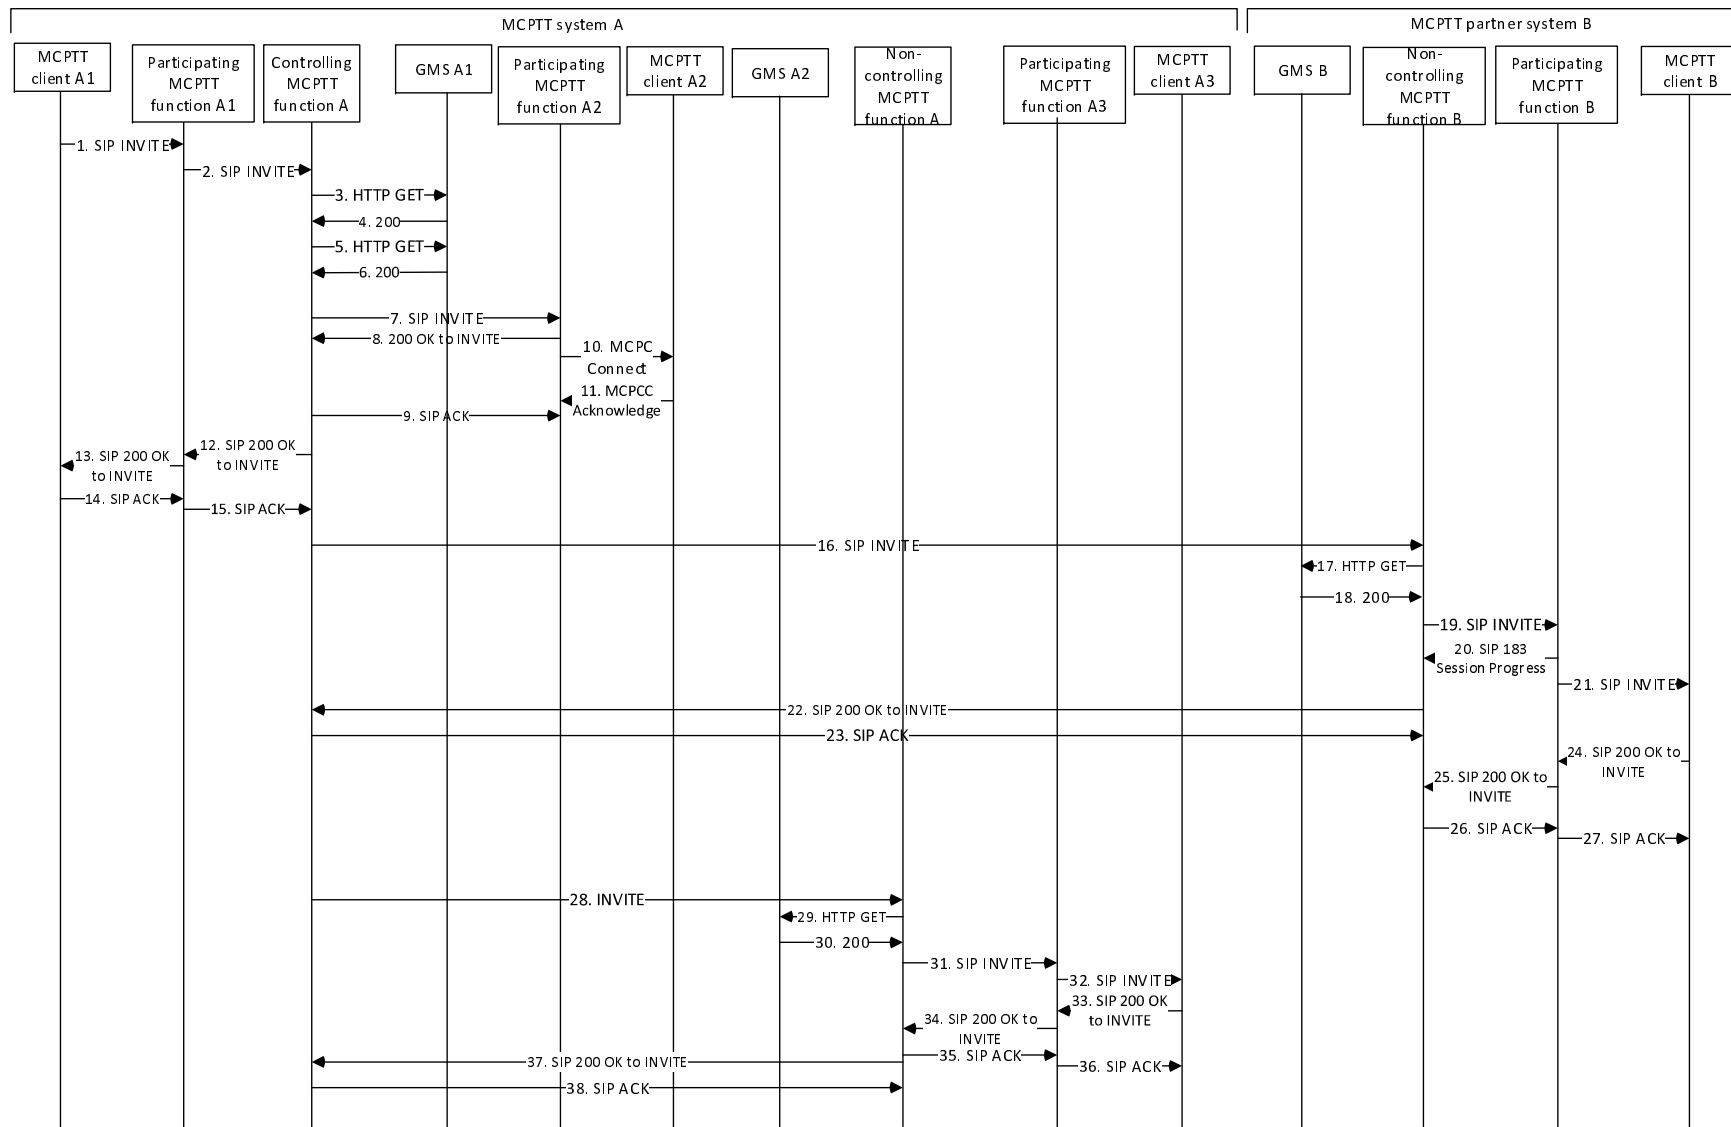 MCPTT system A
MCPTT partner system B
MCPTT
client A1
Participating
MCPTT
function A1
Controlling
MCPTT
function A
GMS A1
Participating
MCPTT
function A2
MCPTT
client A2
GMS A2
Non-
controlling
MCPTT
function A
Participating
MCPTT
function A3
MCPTT
client A3
GMS B
Non-
controlling
MCPTT
function B
Participating
MCPTT
function B
MCPTT
client B
1. SIP INVITE
2. SIP INVITE
3. HTTP GET
4. 200
5. HTTP GET
6. 200
7. SIP INVITE
8. 200 OK to INVITE
10. MCPC
Connect
11. MCPCC
Acknowledge
9. SIP ACK
12. SIP 200 OK
to INVITE
13. SIP 200 OK
to INVITE
14. SIP ACK
15. SIP ACK
16. SIP INVITE
17. HTTP GET
18. 200
19. SIP INVITE
20. SIP 183
Session Progress
21. SIP INVITE
22. SIP 200 OK to INVITE
23. SIP ACK
24. SIP 200 OK to
INVITE
25. SIP 200 OK to
INVITE
26. SIP ACK
27. SIP ACK
28. INVITE
29. HTTP GET
30. 200
31. SIP INVITE
32. SIP INVITE
33. SIP 200 OK
to INVITE
34. SIP 200 OK to
INVITE
35. SIP ACK
36. SIP ACK
37. SIP 200 OK to INVITE
38. SIP ACK